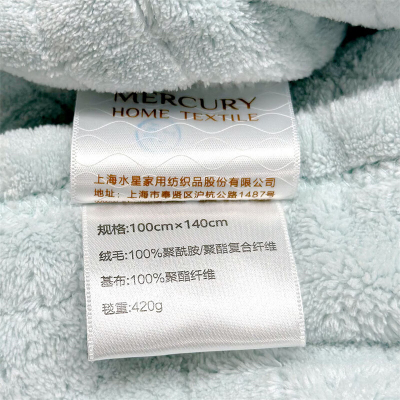 MERCURY
HOME TEXTILE
上海水星家用纺织品股份有限公司
地址：上海市奉贤区沪杭公路1487号
规格:100cm×140cm
绒毛:100%聚酰胺/聚酯复合纤维
基布:100%聚酯纤维
毯重:420g